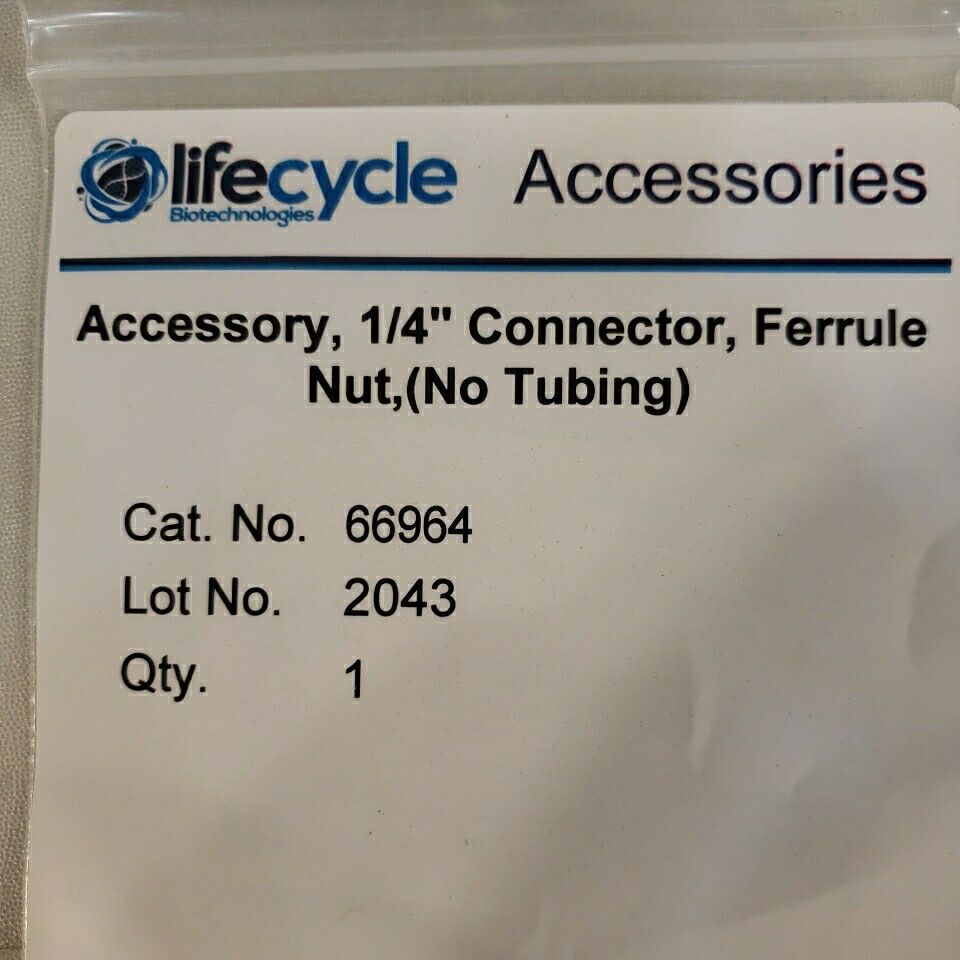 lifecycle Accessories
Biotechnologies
Accessory, 1/4" Connector, Ferrule
Nut,(No Tubing)
Cat. No. 66964
Lot No. 2043
Qty. 1